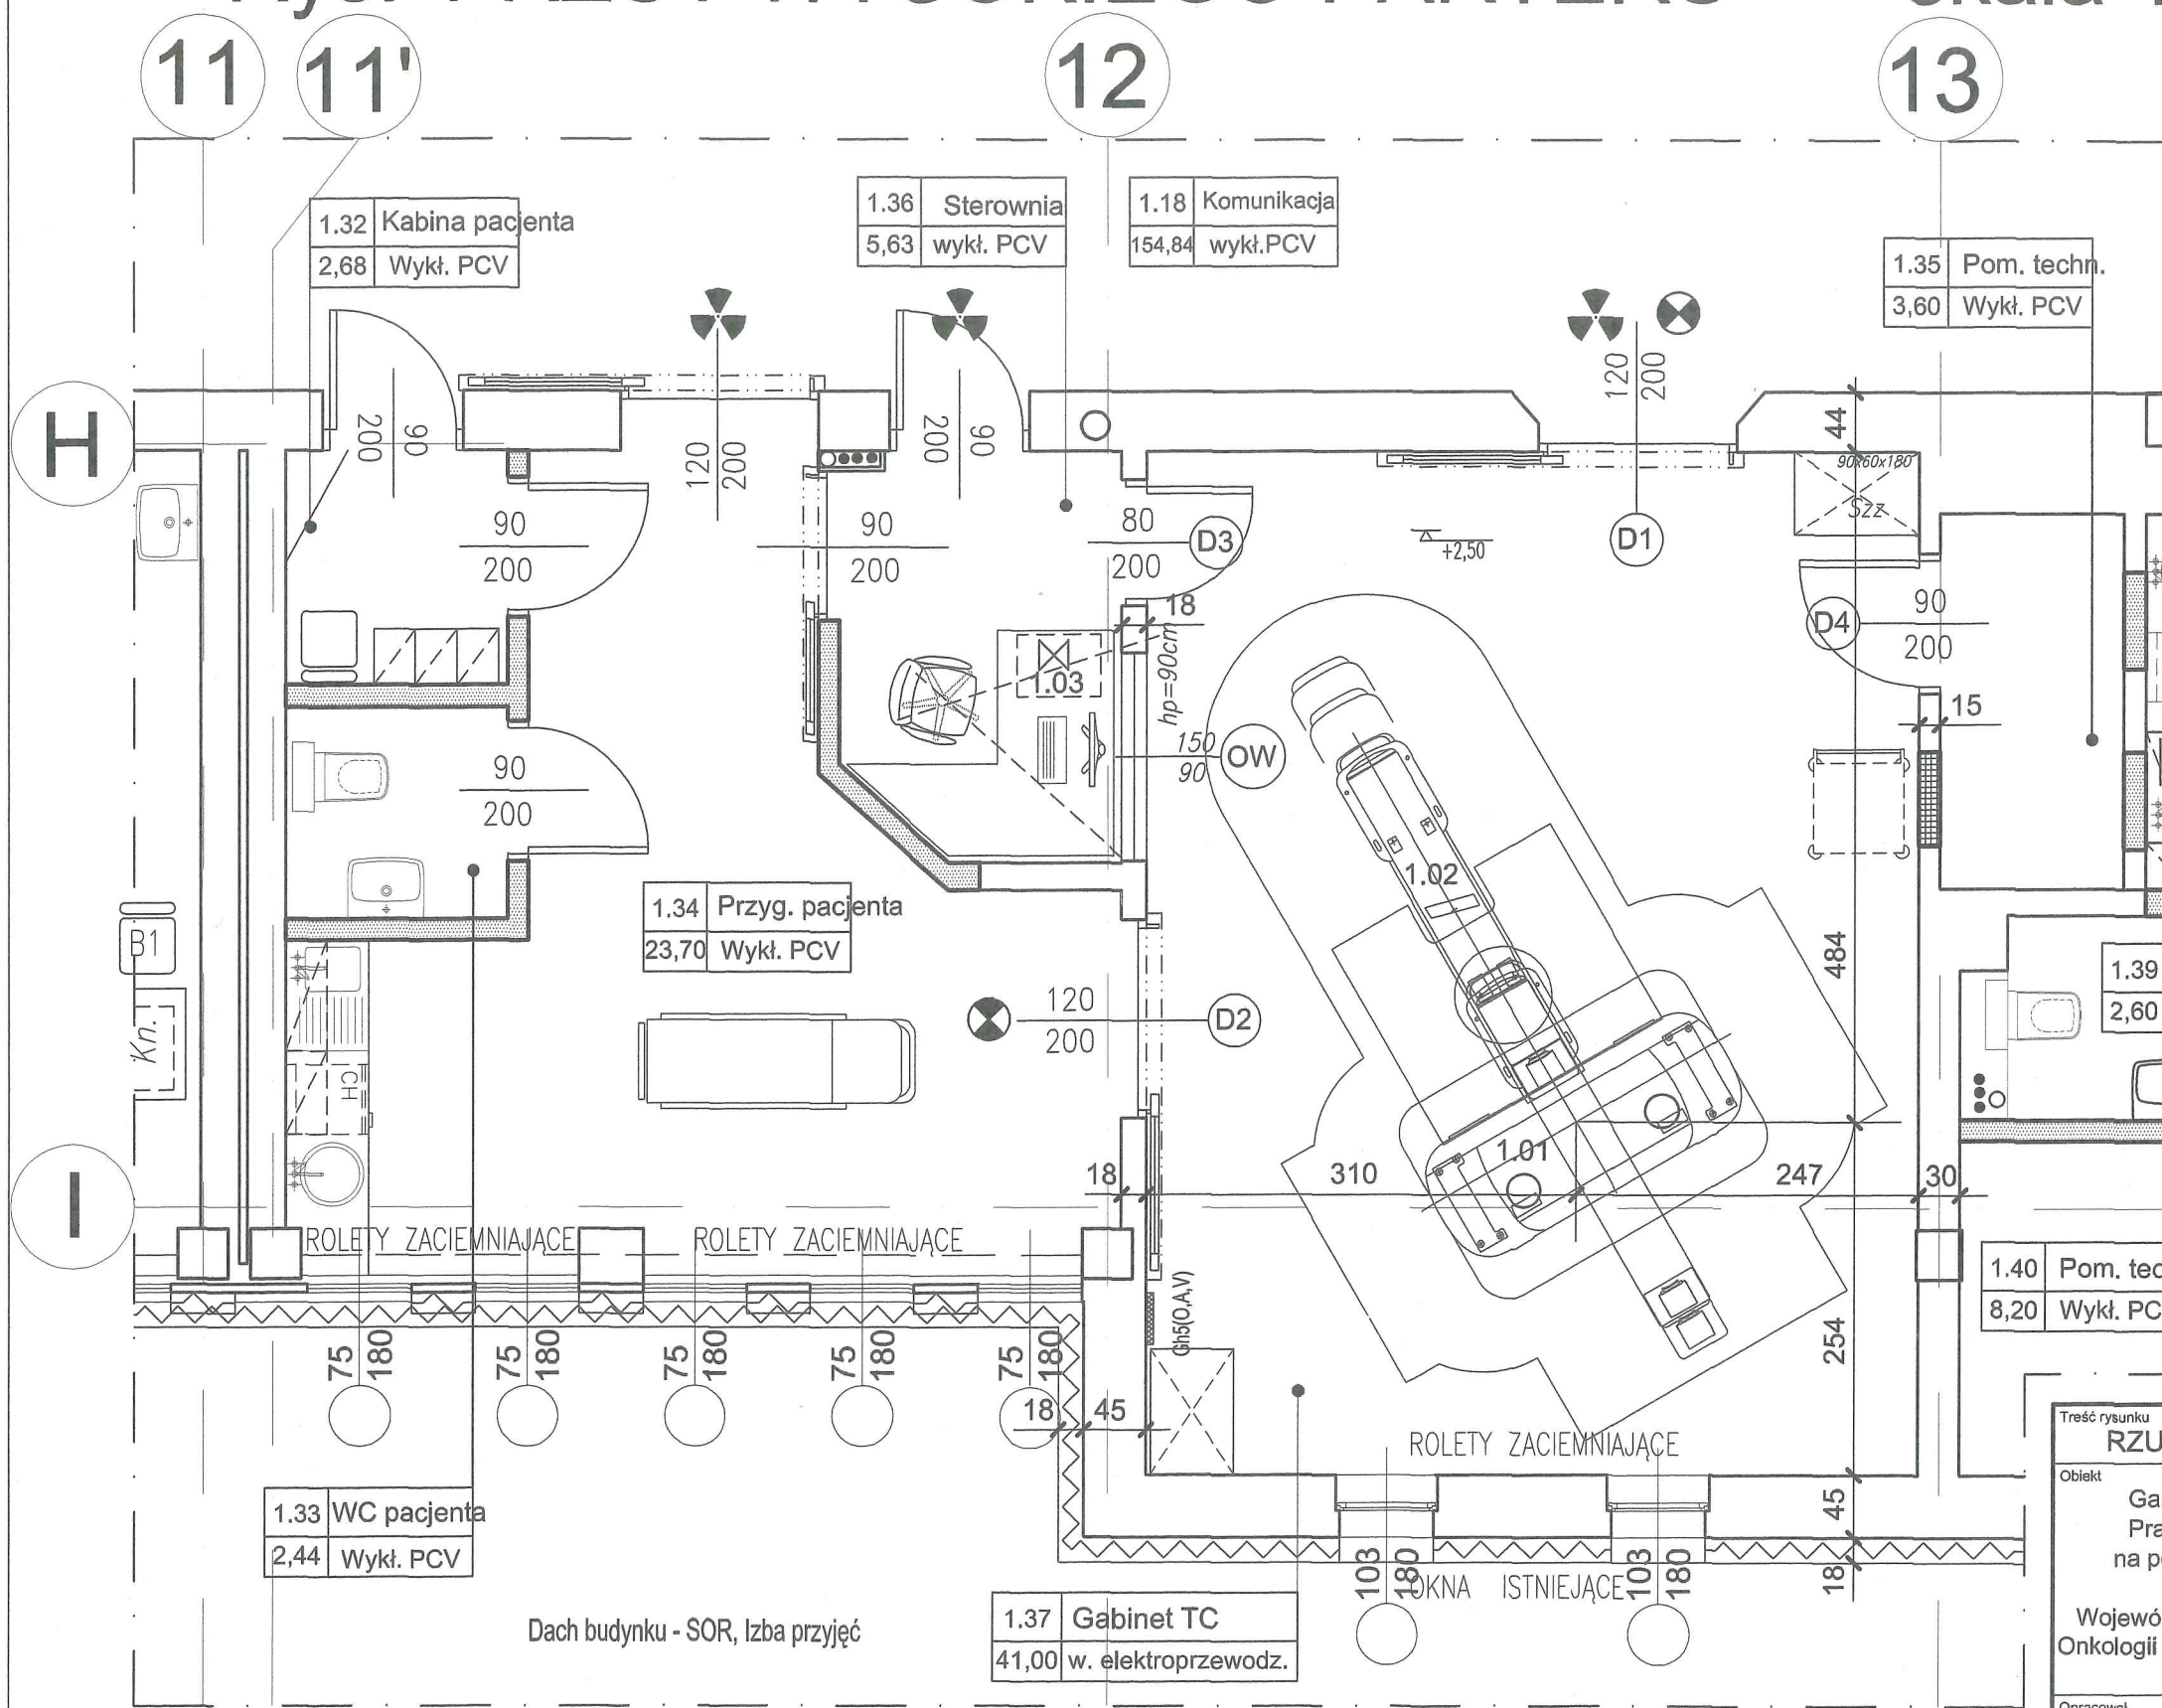 11
11'
12
13
1.32 Kabina pacjenta
2,68 Wykł. PCV
1.36 Sterownia
5,63 wykł. PCV
1.18 Komunikacja
154,84 wykł.PCV
1.35 Pom. techn.
3,60 Wykł. PCV
H
90
200
120
200
90
200
120
200
44
90x60x180
Szz
90
200
90
200
80
200
D3
D1
+2,50
18
D4
90
200
15
1.03
hp=90cm
150
90
OW
90
200
1.02
1.34 Przyg. pacjenta
23,70 Wykł. PCV
B1
Kn.
CH
120
200
D2
484
1.39
2,60
1.01
I
18
310
247
30
ROLETY ZACIEMNIAJĄCE
ROLETY ZACIEMNIAJĄCE
Gh5(O,A,V)
254
1.40 Pom. tec
8,20 Wykł. PC
75
180
75
180
75
180
75
180
75
180
18
45
ROLETY ZACIEMNIAJĄCE
Treść rysunku
RZU
Obiekt
Ga
Pra
na p
45
18
103
180
103
180
OKNA ISTNIEJĄCE
1.33 WC pacjenta
2,44 Wykł. PCV
Dach budynku - SOR, Izba przyjęć
1.37 Gabinet TC
41,00 w. elektroprzewodz.
Wojewó
Onkologii